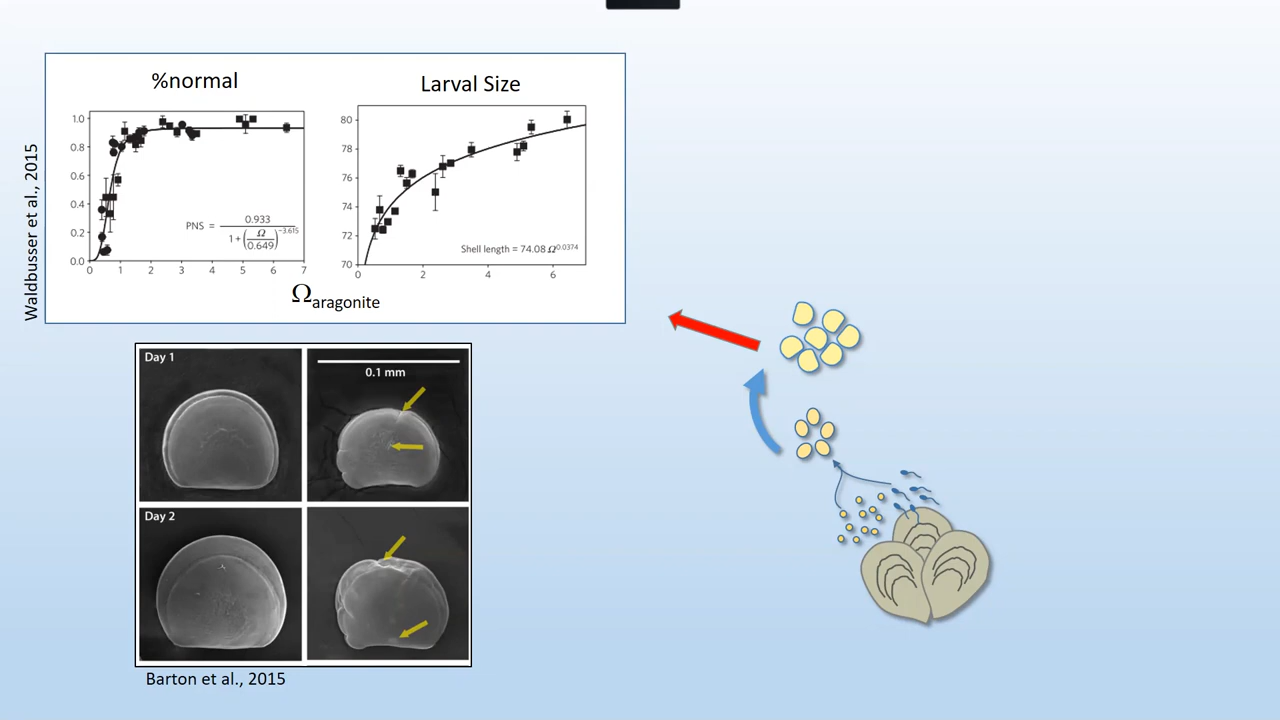 %normal
Larval Size
Waldbusser et al., 2015
1.0
0.8
0.6
0.4
0.2
0.0
0 1 2 3 4 5 6 7
PNS = 0.933
1+(Ω/0.649)^−3.615
80
78
76
74
72
70
0 2 4 6
Shell length = 74.08 Ω^0.0374
Ωaragonite
Day 1
0.1 mm
Day 2
Barton et al., 2015